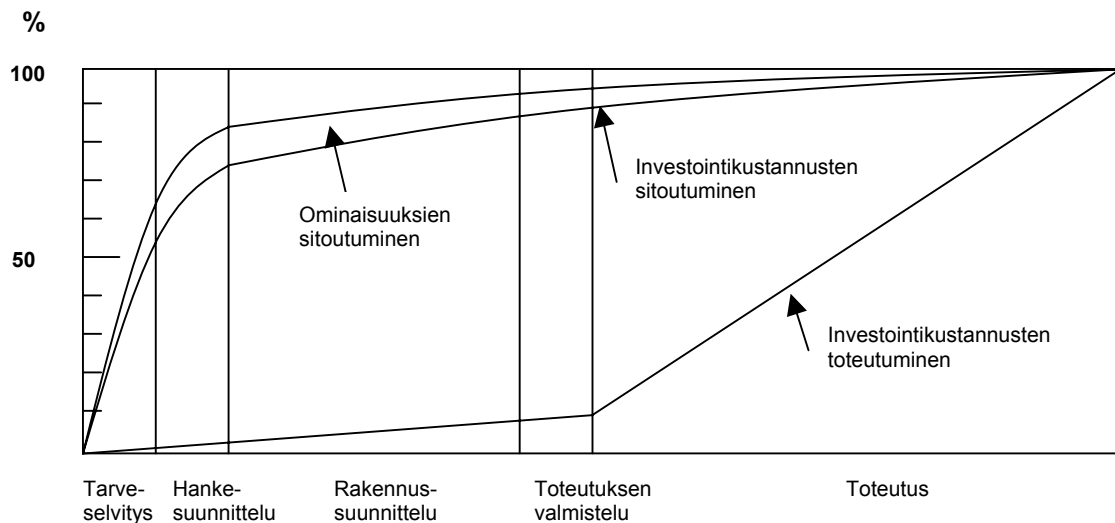 %
100
50
Ominaisuuksien
sitoutuminen
Investointikustannusten
sitoutuminen
Investointikustannusten
toteutuminen
Tarve-
selvitys
Hanke-
suunnittelu
Rakennus-
suunnittelu
Toteutuksen
valmistelu
Toteutus